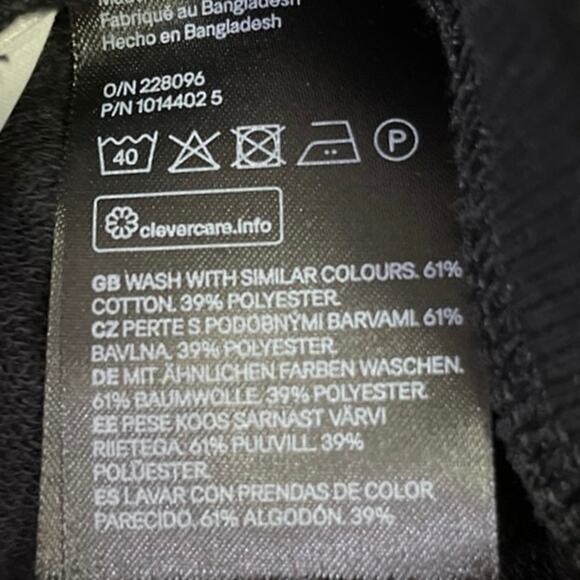 Fabriqué au Bangladesh
Hecho en Bangladesh
O/N 228096
P/N 1014402 5
40
P
clevercare.info
GB WASH WITH SIMILAR COLOURS. 61%
COTTON. 39% POLYESTER.
CZ PERTE S PODOBNÝMI BARVAMI. 61%
BAVLNA. 39% POLYESTER.
DE MIT ÄHNLICHEN FARBEN WASCHEN.
61% BAUMWOLLE. 39% POLYESTER.
EE PESE KOOS SARNAST VÄRVI
RIIETEGA. 61% PUUVILL. 39%
POLÜESTER.
ES LAVAR CON PRENDAS DE COLOR
PARECIDO. 61% ALGODÓN. 39%